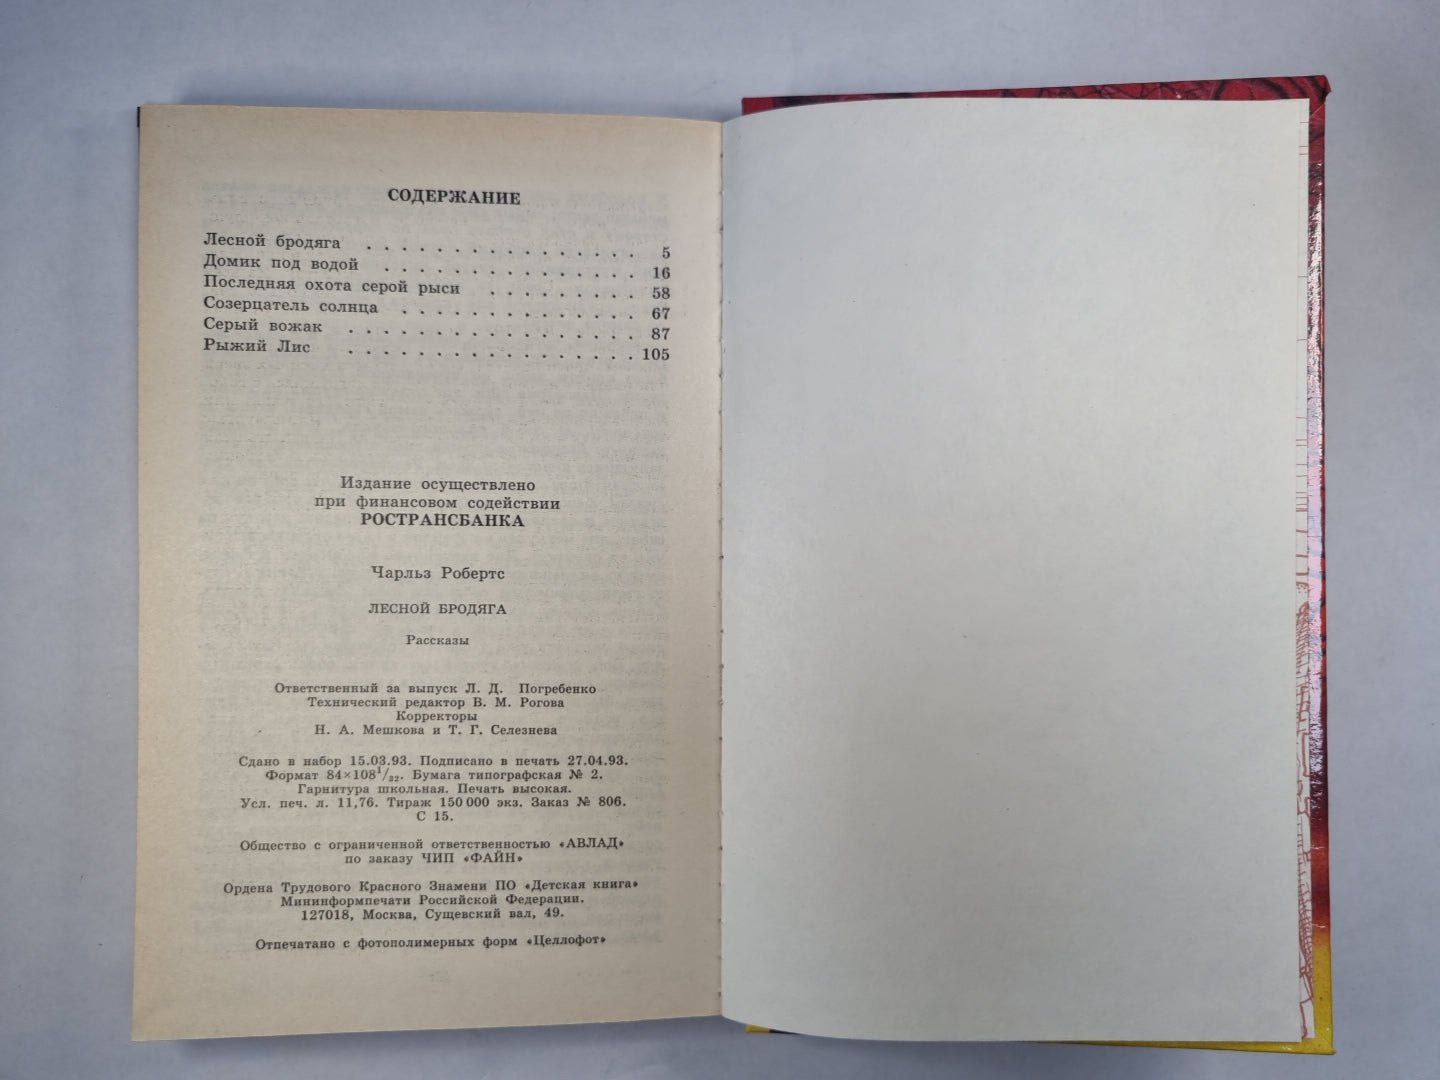 СОДЕРЖАНИЕ
Лесной бродяга . . . . . . . . . . . . . . . . 5
Домик под водой . . . . . . . . . . . . . . . 16
Последняя охота серой рыси . . . . . . . . . 58
Созерцатель солнца . . . . . . . . . . . . . . 67
Серый вожак . . . . . . . . . . . . . . . . . 87
Рыжий Лис . . . . . . . . . . . . . . . . . 105
Издание осуществлено
при финансовом содействии
РОСТРАНСБАНКА
Чарльз Робертс
ЛЕСНОЙ БРОДЯГА
Рассказы
Ответственный за выпуск Л. Д. Погребенко
Технический редактор В. М. Рогова
Корректоры
Н. А. Мешкова и Т. Г. Селезнева
Сдано в набор 15.03.93. Подписано в печать 27.04.93.
Формат 84×108¹/₃₂. Бумага типографская № 2.
Гарнитура школьная. Печать высокая.
Усл. печ. л. 11,76. Тираж 150 000 экз. Заказ № 806.
С 15.
Общество с ограниченной ответственностью «АВЛАД»
по заказу ЧИП «ФАЙН»
Ордена Трудового Красного Знамени ПО «Детская книга»
Мининформпечати Российской Федерации.
127018, Москва, Сущевский вал, 49.
Отпечатано с фотополимерных форм «Целлофот»